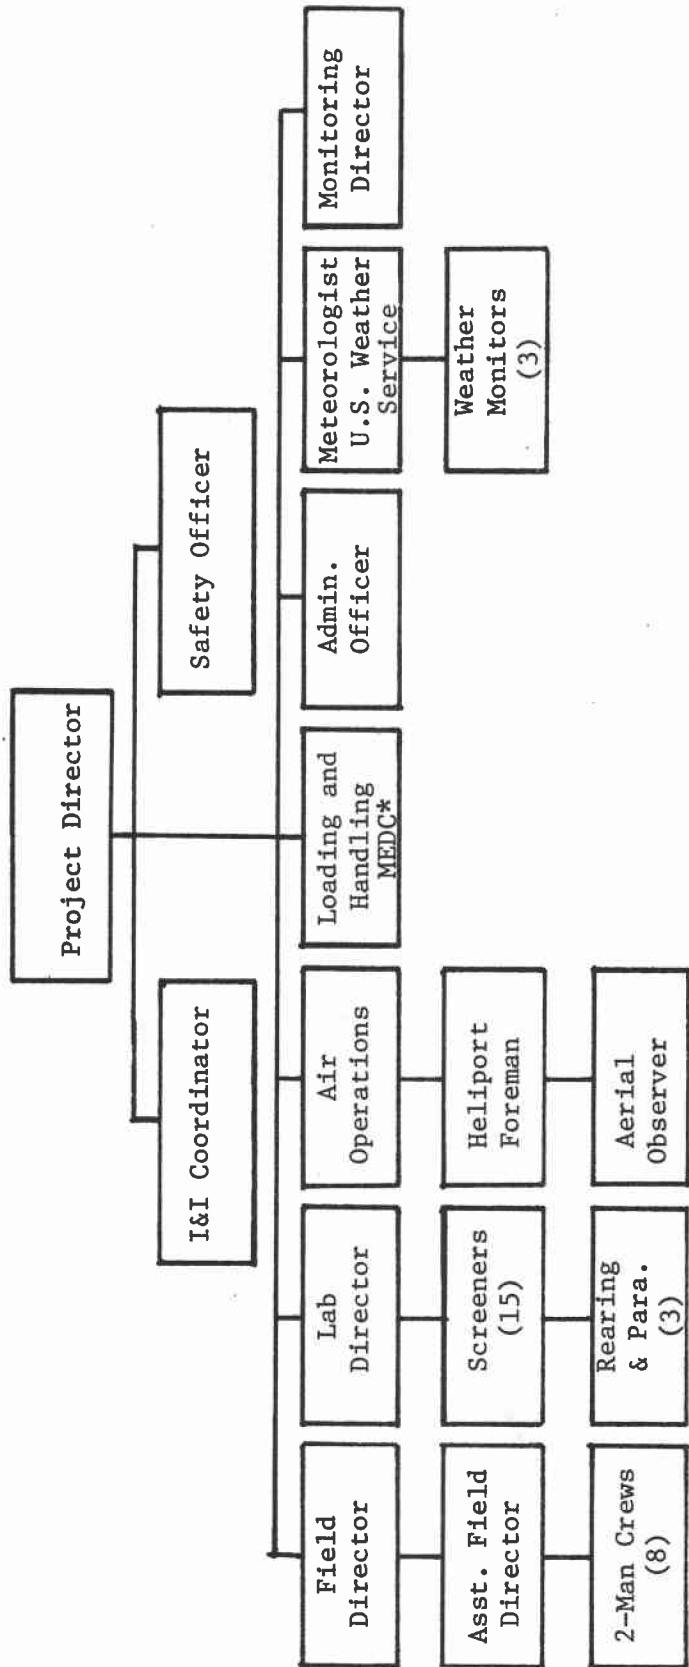 Project Director
I&I Coordinator
Safety Officer
Field
Director
Lab
Director
Air
Operations
Loading and
Handling
MEDC*
Admin.
Officer
Meteorologist
U.S. Weather
Service
Monitoring
Director
Asst. Field
Director
Screeners
(15)
Heliport
Foreman
Weather
Monitors
(3)
2-Man Crews
(8)
Rearing
& Para.
(3)
Aerial
Observer